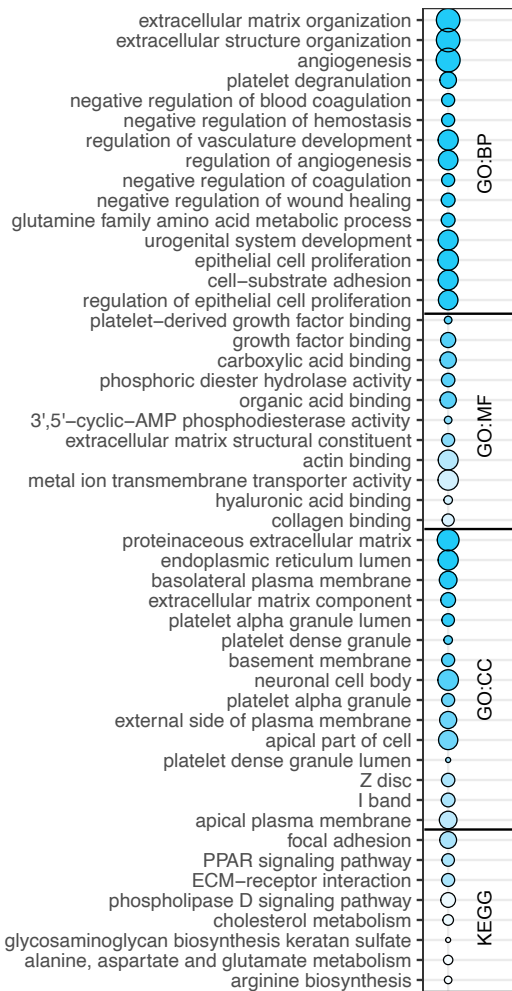 extracellular matrix organization
extracellular structure organization
angiogenesis
platelet degranulation
negative regulation of blood coagulation
negative regulation of hemostasis
regulation of vasculature development
regulation of angiogenesis
negative regulation of coagulation
negative regulation of wound healing
glutamine family amino acid metabolic process
urogenital system development
epithelial cell proliferation
cell−substrate adhesion
regulation of epithelial cell proliferation
GO:BP
platelet−derived growth factor binding
growth factor binding
carboxylic acid binding
phosphoric diester hydrolase activity
organic acid binding
3',5'−cyclic−AMP phosphodiesterase activity
extracellular matrix structural constituent
actin binding
metal ion transmembrane transporter activity
hyaluronic acid binding
collagen binding
GO:MF
proteinaceous extracellular matrix
endoplasmic reticulum lumen
basolateral plasma membrane
extracellular matrix component
platelet alpha granule lumen
platelet dense granule
basement membrane
neuronal cell body
platelet alpha granule
external side of plasma membrane
apical part of cell
platelet dense granule lumen
Z disc
I band
apical plasma membrane
GO:CC
focal adhesion
PPAR signaling pathway
ECM−receptor interaction
phospholipase D signaling pathway
cholesterol metabolism
glycosaminoglycan biosynthesis keratan sulfate
alanine, aspartate and glutamate metabolism
arginine biosynthesis
KEGG